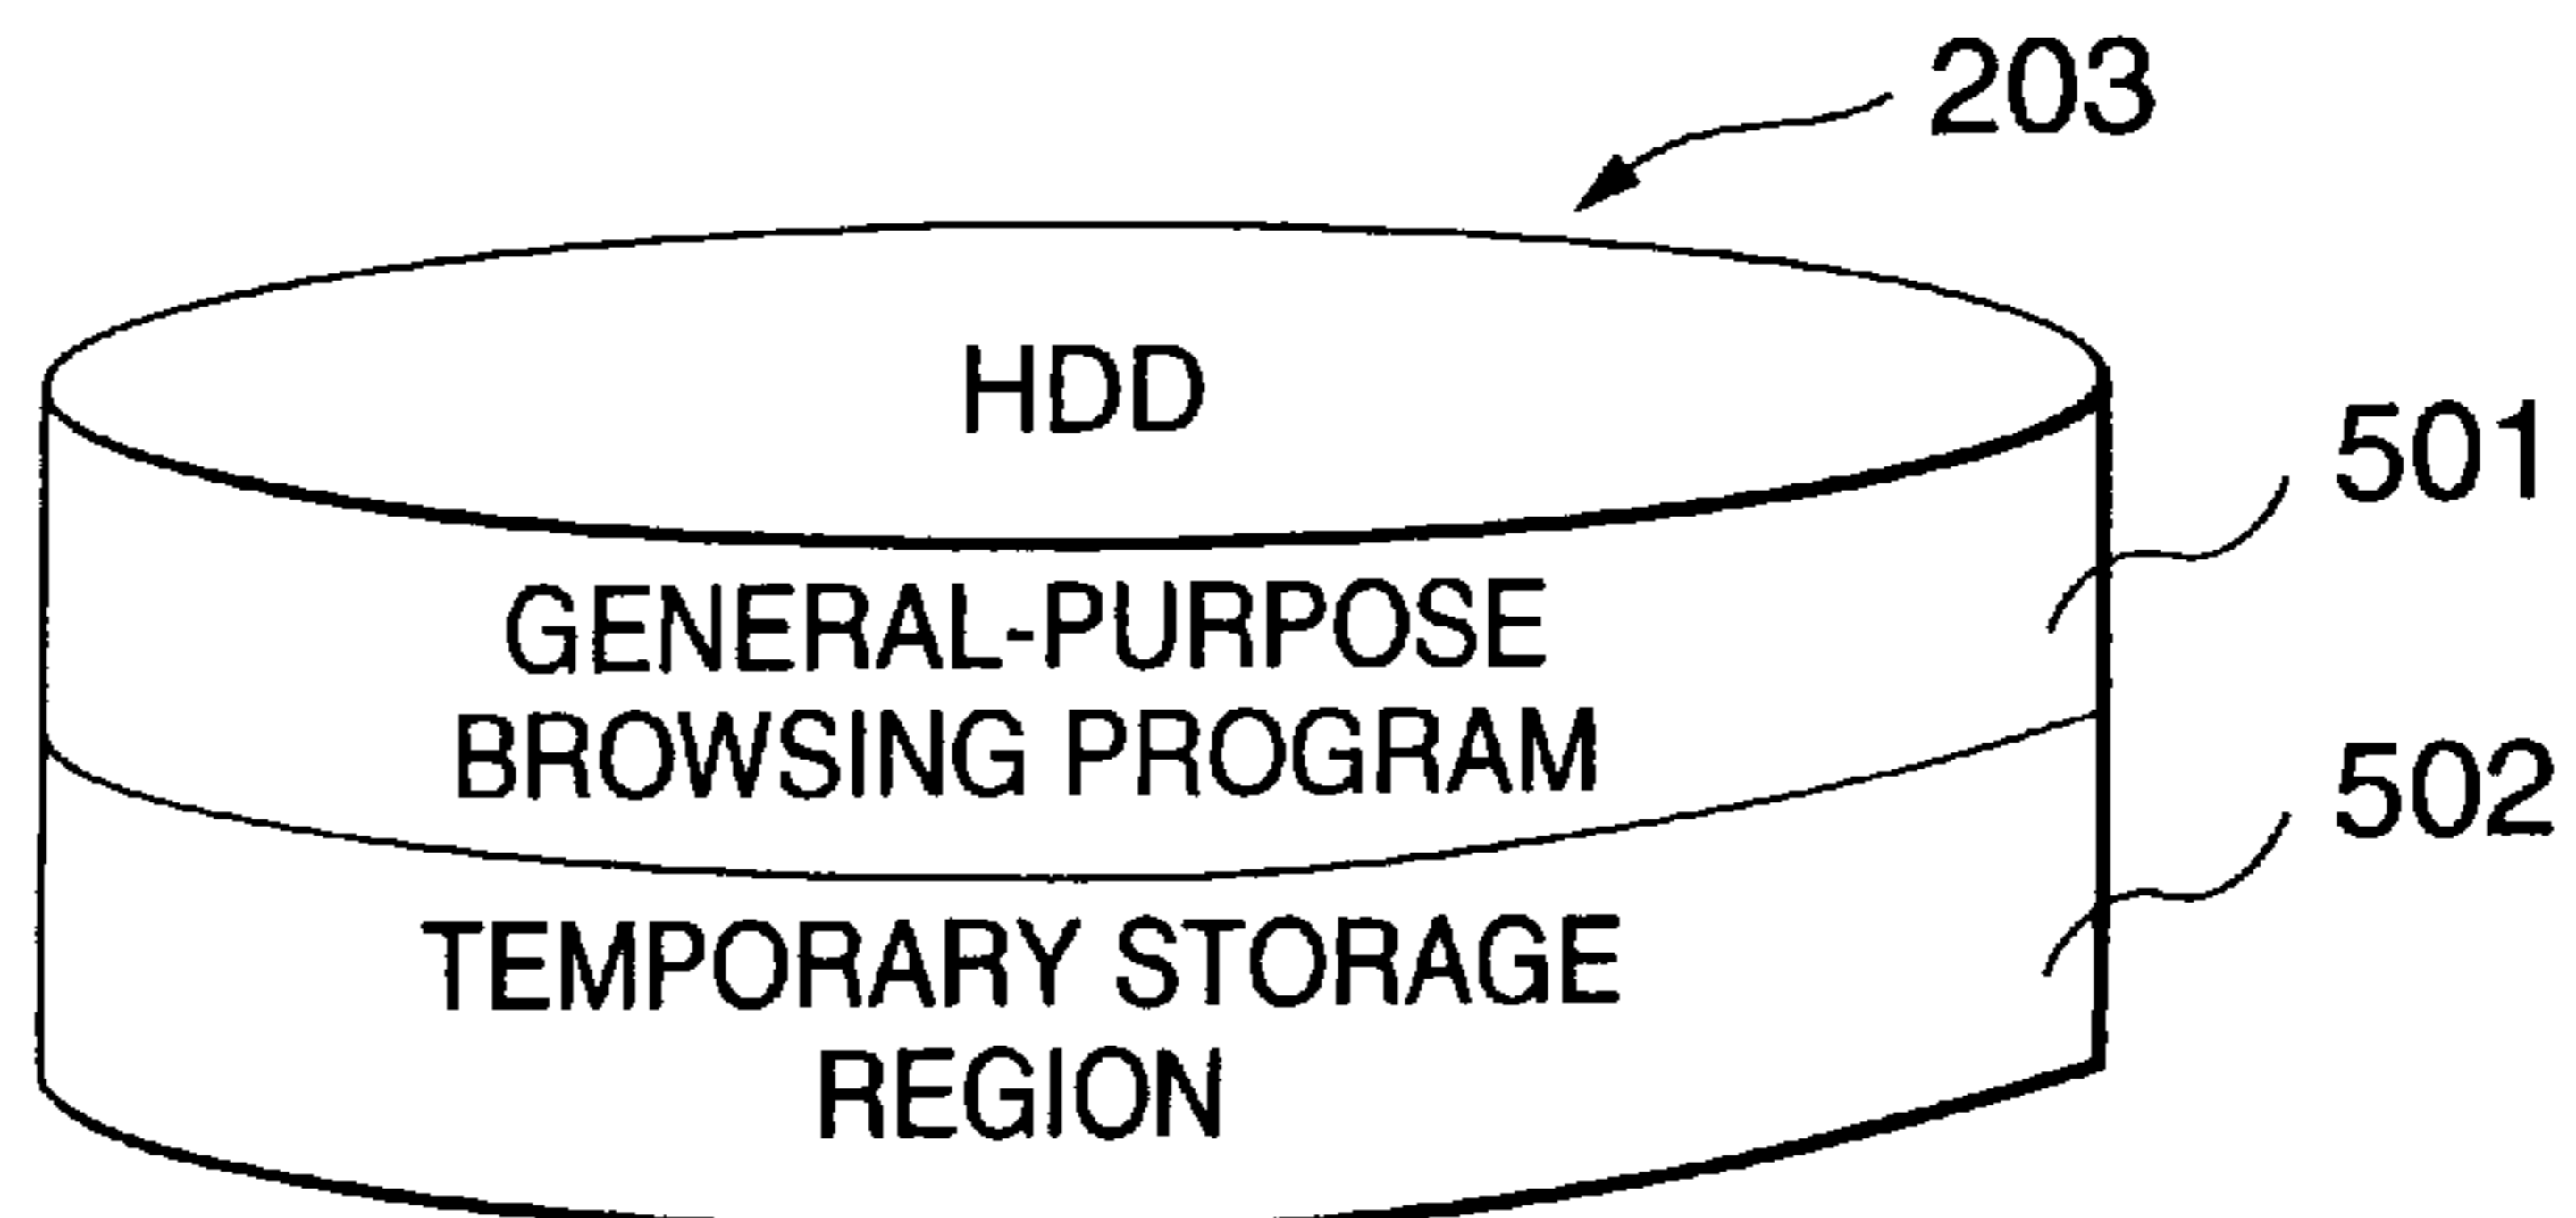 203
HDD
501
GENERAL-PURPOSE
BROWSING PROGRAM
502
TEMPORARY STORAGE
REGION